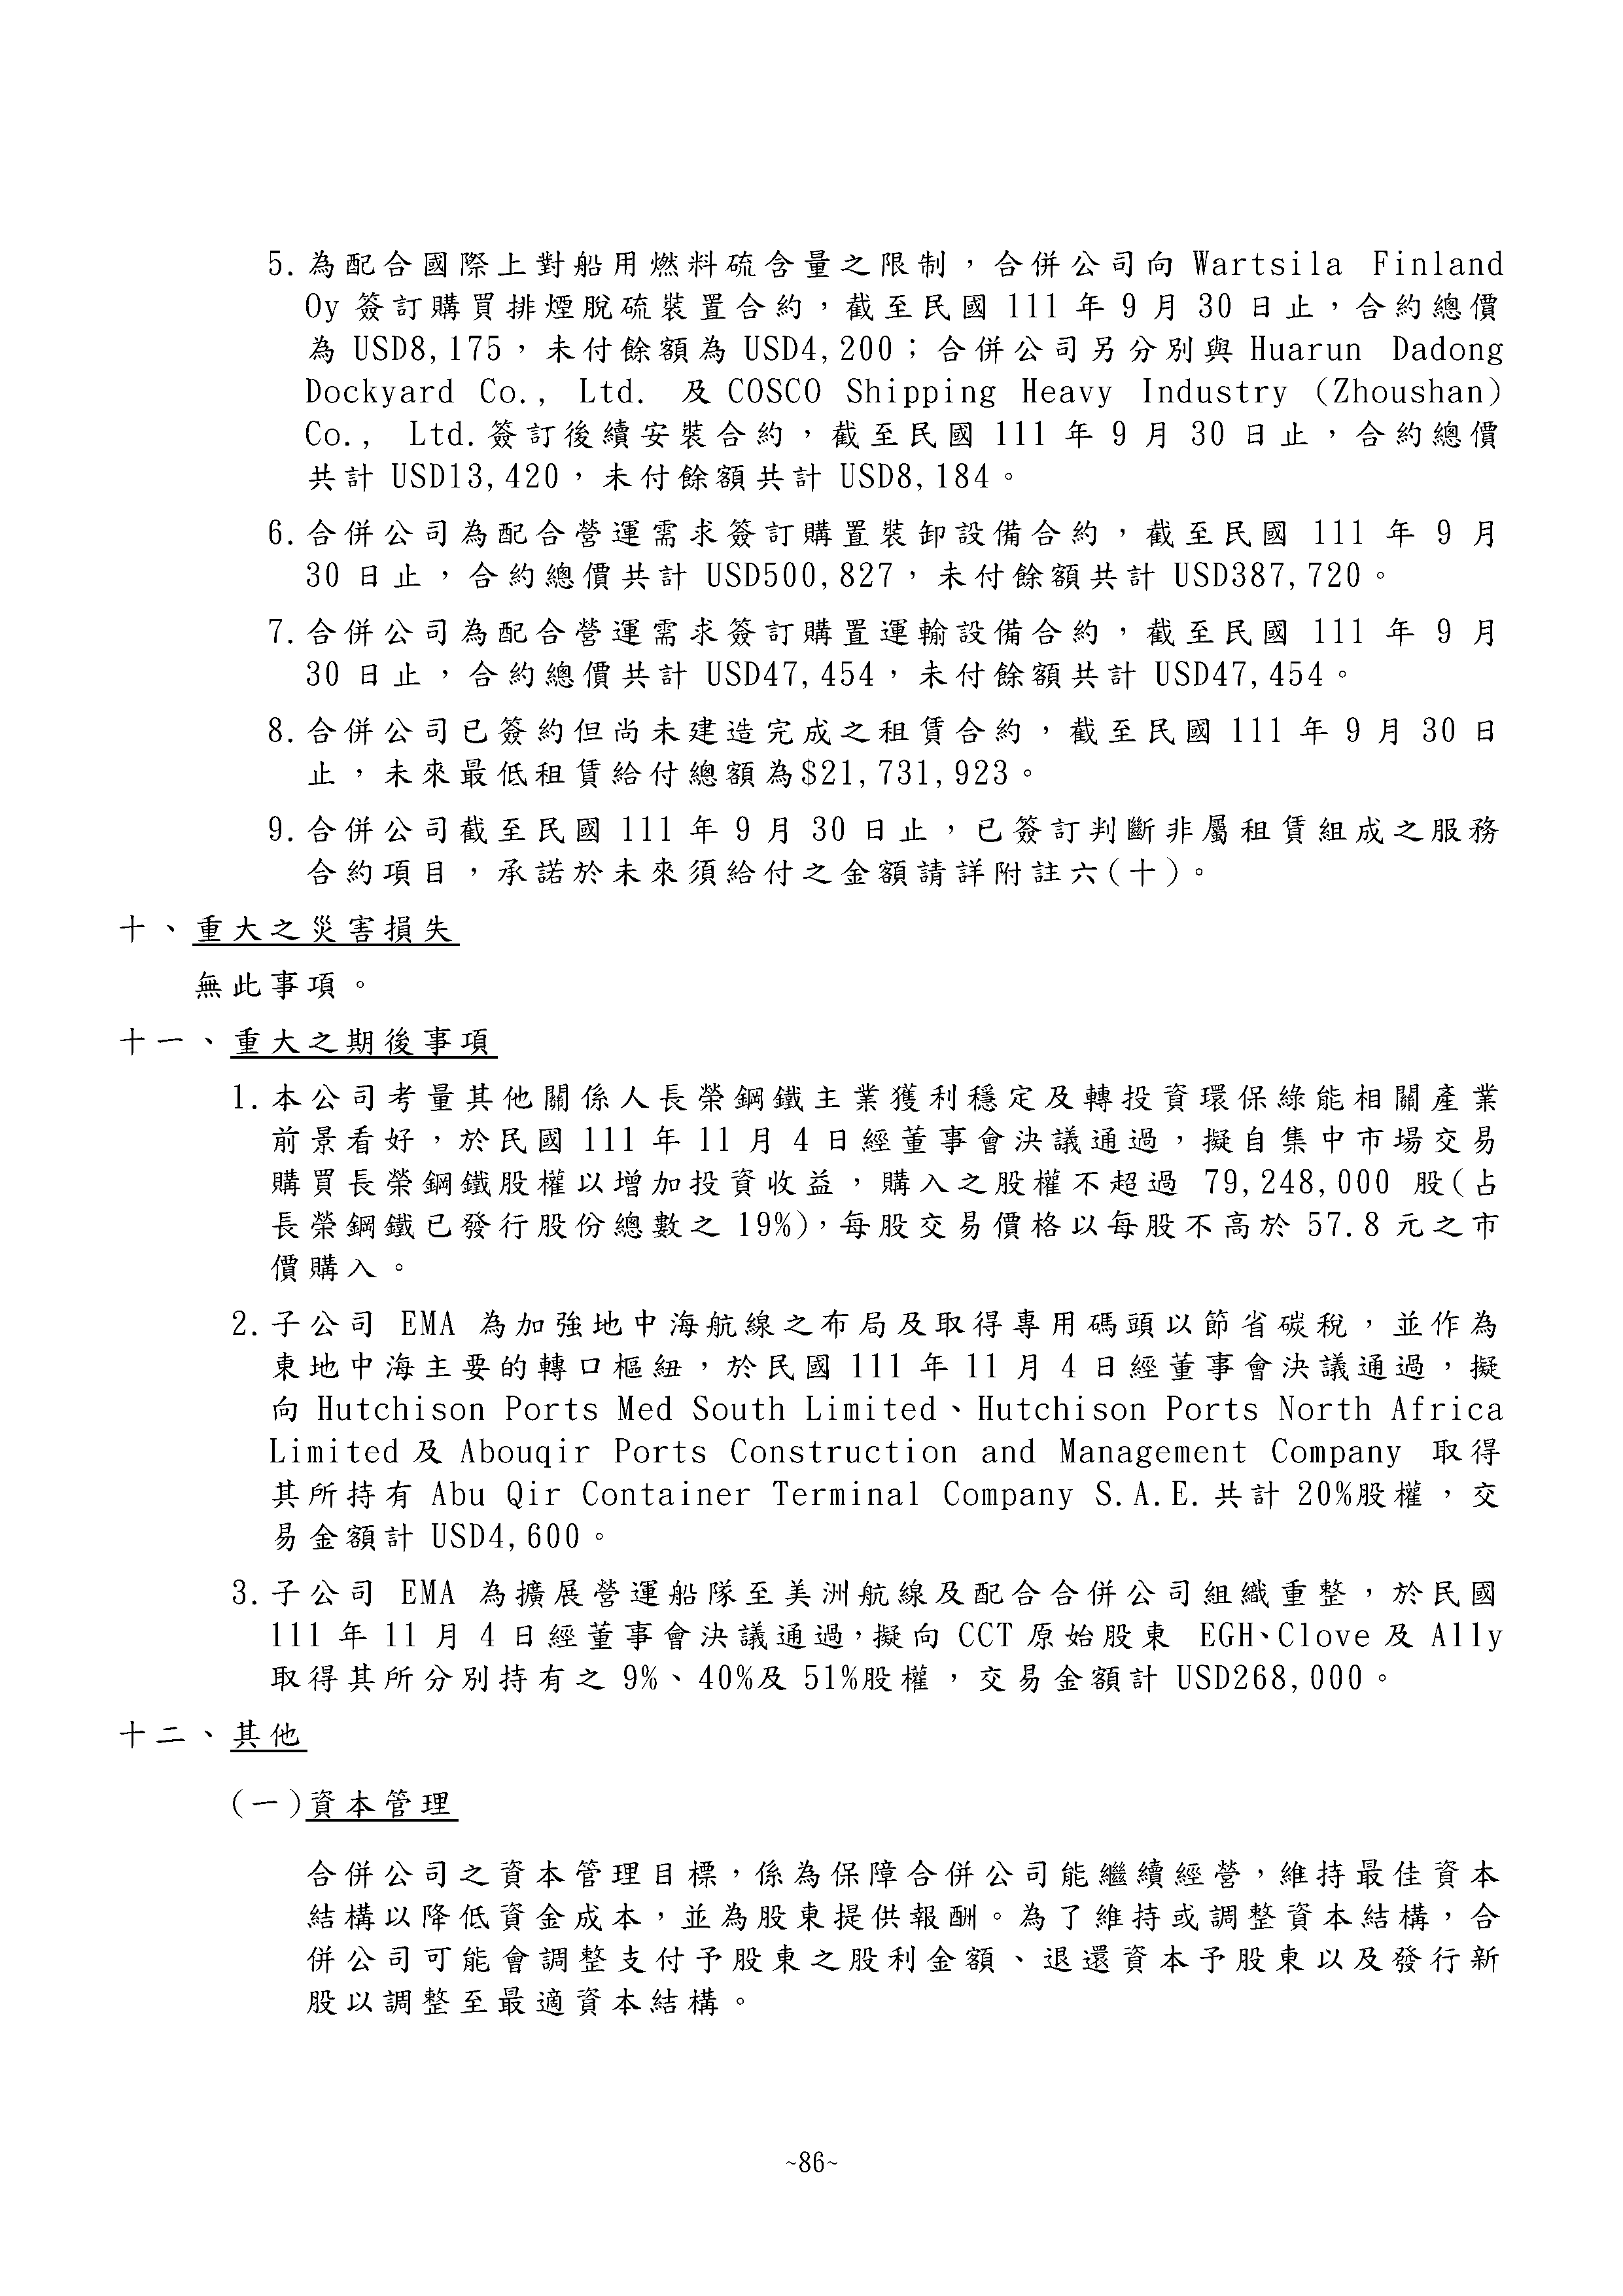 5.為配合國際上對船用燃料硫含量之限制，合併公司向 Wartsila Finland
Oy 簽訂購買排煙脫硫裝置合約，截至民國 111 年 9 月 30 日止，合約總價
為 USD8,175，未付餘額為 USD4,200；合併公司另分別與 Huarun Dadong
Dockyard Co., Ltd. 及 COSCO Shipping Heavy Industry (Zhoushan)
Co., Ltd.簽訂後續安裝合約，截至民國 111 年 9 月 30 日止，合約總價
共計 USD13,420，未付餘額共計 USD8,184。
6.合併公司為配合營運需求簽訂購置裝卸設備合約，截至民國 111 年 9 月
30 日止，合約總價共計 USD500,827，未付餘額共計 USD387,720。
7.合併公司為配合營運需求簽訂購置運輸設備合約，截至民國 111 年 9 月
30 日止，合約總價共計 USD47,454，未付餘額共計 USD47,454。
8.合併公司已簽約但尚未建造完成之租賃合約，截至民國 111 年 9 月 30 日
止，未來最低租賃給付總額為$21,731,923。
9.合併公司截至民國 111 年 9 月 30 日止，已簽訂判斷非屬租賃組成之服務
合約項目，承諾於未來須給付之金額請詳附註六(十)。
十、重大之災害損失
無此事項。
十一、重大之期後事項
1.本公司考量其他關係人長榮鋼鐵主業獲利穩定及轉投資環保綠能相關產業
前景看好，於民國 111 年 11 月 4 日經董事會決議通過，擬自集中市場交易
購買長榮鋼鐵股權以增加投資收益，購入之股權不超過 79,248,000 股(占
長榮鋼鐵已發行股份總數之 19%)，每股交易價格以每股不高於 57.8 元之市
價購入。
2.子公司 EMA 為加強地中海航線之布局及取得專用碼頭以節省碳稅，並作為
東地中海主要的轉口樞紐，於民國 111 年 11 月 4 日經董事會決議通過，擬
向 Hutchison Ports Med South Limited、Hutchison Ports North Africa
Limited 及 Abouqir Ports Construction and Management Company 取得
其所持有 Abu Qir Container Terminal Company S.A.E.共計 20%股權，交
易金額計 USD4,600。
3.子公司 EMA 為擴展營運船隊至美洲航線及配合合併公司組織重整，於民國
111 年 11 月 4 日經董事會決議通過，擬向 CCT 原始股東 EGH、Clove 及 Ally
取得其所分別持有之 9%、40%及 51%股權，交易金額計 USD268,000。
十二、其他
(一)資本管理
合併公司之資本管理目標，係為保障合併公司能繼續經營，維持最佳資本
結構以降低資金成本，並為股東提供報酬。為了維持或調整資本結構，合
併公司可能會調整支付予股東之股利金額、退還資本予股東以及發行新
股以調整至最適資本結構。
~86~